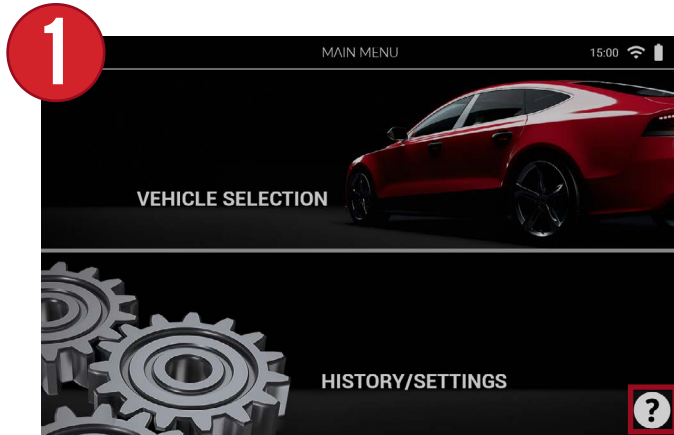 1
MAIN MENU
15:00
VEHICLE SELECTION
HISTORY/SETTINGS
?